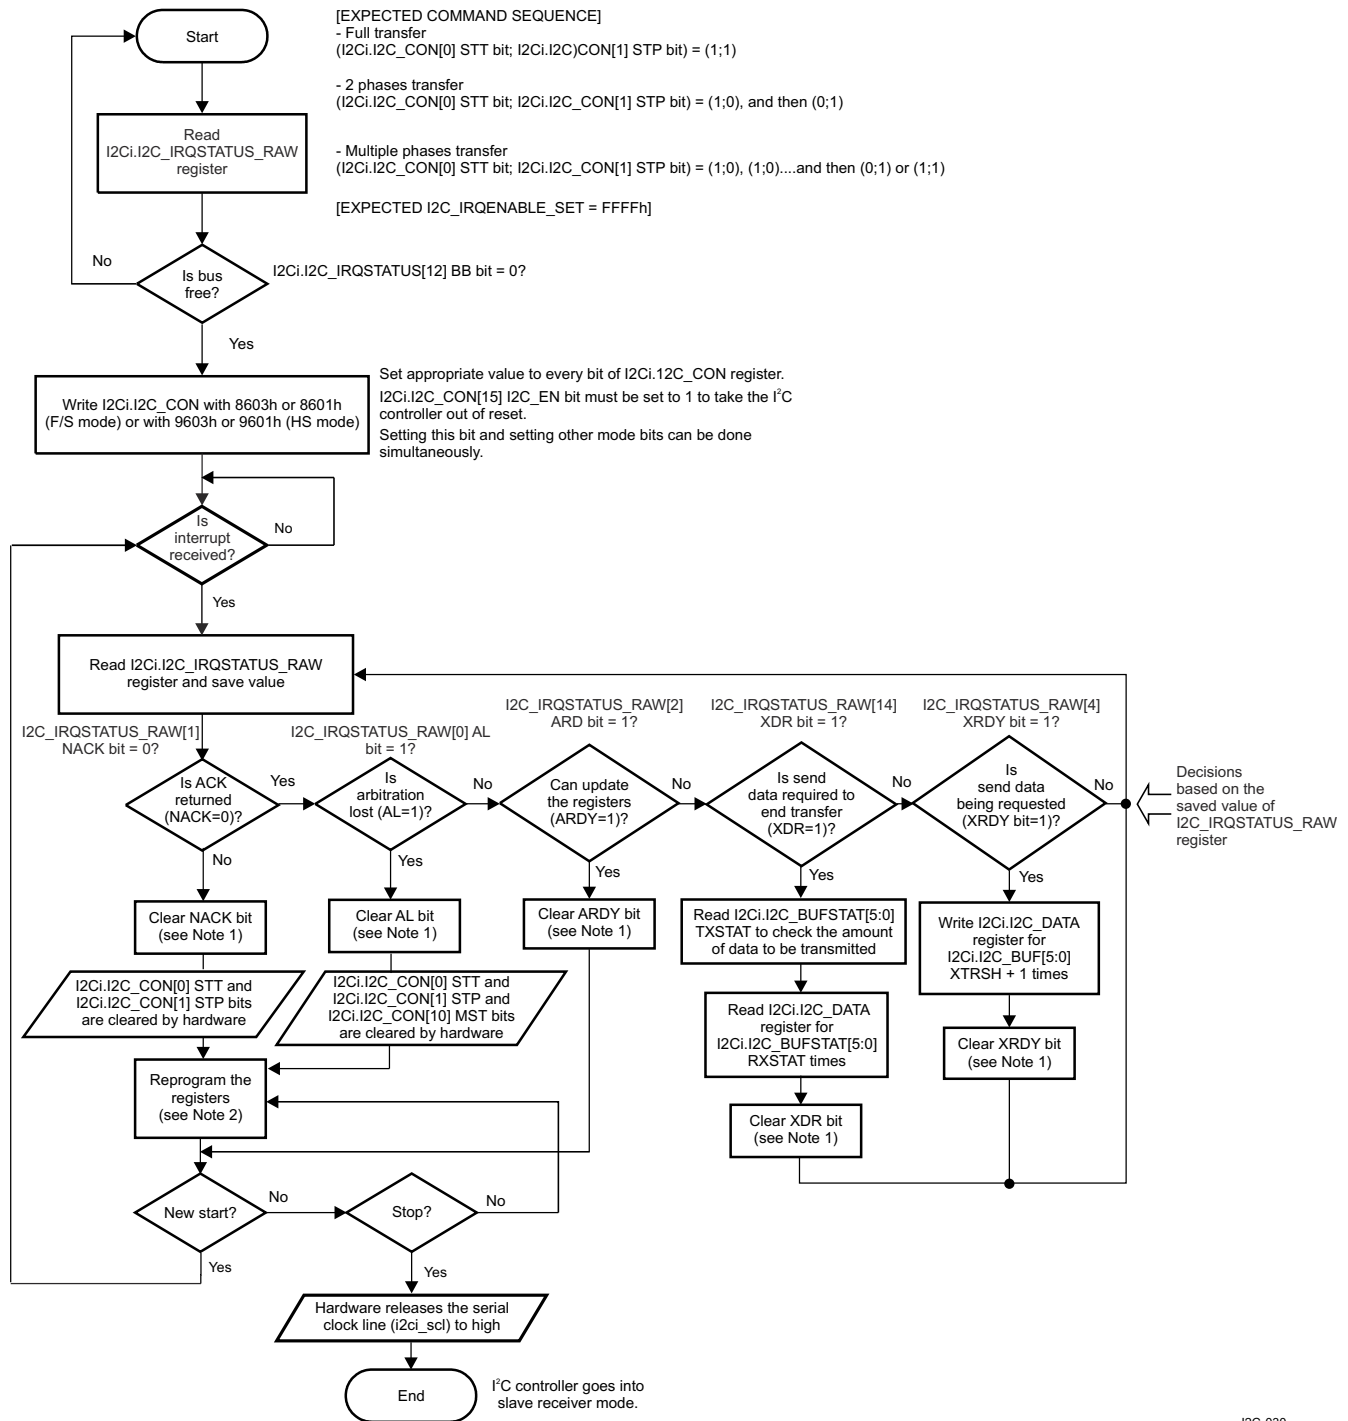 Start
[EXPECTED COMMAND SEQUENCE]
- Full transfer
(I2Ci.I2C_CON[0] STT bit; I2Ci.I2C)CON[1] STP bit) = (1;1)
- 2 phases transfer
(I2Ci.I2C_CON[0] STT bit; I2Ci.I2C_CON[1] STP bit) = (1;0), and then (0;1)
- Multiple phases transfer
(I2Ci.I2C_CON[0] STT bit; I2Ci.I2C_CON[1] STP bit) = (1;0), (1;0)....and then (0;1) or (1;1)
[EXPECTED I2C_IRQENABLE_SET = FFFFh]
Read
I2Ci.I2C_IRQSTATUS_RAW
register
No
Is bus
free?
I2Ci.I2C_IRQSTATUS[12] BB bit = 0?
Yes
Write I2Ci.I2C_CON with 8603h or 8601h
(F/S mode) or with 9603h or 9601h (HS mode)
Set appropriate value to every bit of I2Ci.12C_CON register.
I2Ci.I2C_CON[15] I2C_EN bit must be set to 1 to take the I²C
controller out of reset.
Setting this bit and setting other mode bits can be done
simultaneously.
Is
interrupt
received?
No
Yes
Read I2Ci.I2C_IRQSTATUS_RAW
register and save value
I2C_IRQSTATUS_RAW[1]
NACK bit = 0?
I2C_IRQSTATUS_RAW[0] AL
bit = 1?
I2C_IRQSTATUS_RAW[2]
ARD bit = 1?
I2C_IRQSTATUS_RAW[14]
XDR bit = 1?
I2C_IRQSTATUS_RAW[4]
XRDY bit = 1?
Is ACK
returned
(NACK=0)?
Yes
No
Is
arbitration
lost (AL=1)?
No
Yes
Can update
the registers
(ARDY=1)?
No
Yes
Is send
data required to
end transfer
(XDR=1)?
No
Yes
Is
send data
being requested
(XRDY bit=1)?
No
Yes
Decisions
based on the
saved value of
I2C_IRQSTATUS_RAW
register
Clear NACK bit
(see Note 1)
Clear AL bit
(see Note 1)
Clear ARDY bit
(see Note 1)
Read I2Ci.I2C_BUFSTAT[5:0]
TXSTAT to check the amount
of data to be transmitted
Write I2Ci.I2C_DATA
register for
I2Ci.I2C_BUF[5:0]
XTRSH + 1 times
I2Ci.I2C_CON[0] STT and
I2Ci.I2C_CON[1] STP bits
are cleared by hardware
I2Ci.I2C_CON[0] STT and
I2Ci.I2C_CON[1] STP and
I2Ci.I2C_CON[10] MST bits
are cleared by hardware
Read I2Ci.I2C_DATA
register for
I2Ci.I2C_BUFSTAT[5:0]
RXSTAT times
Clear XRDY bit
(see Note 1)
Reprogram the
registers
(see Note 2)
Clear XDR bit
(see Note 1)
New start?
No
Yes
Stop?
No
Yes
Hardware releases the serial
clock line (i2ci_scl) to high
End
I²C controller goes into
slave receiver mode.